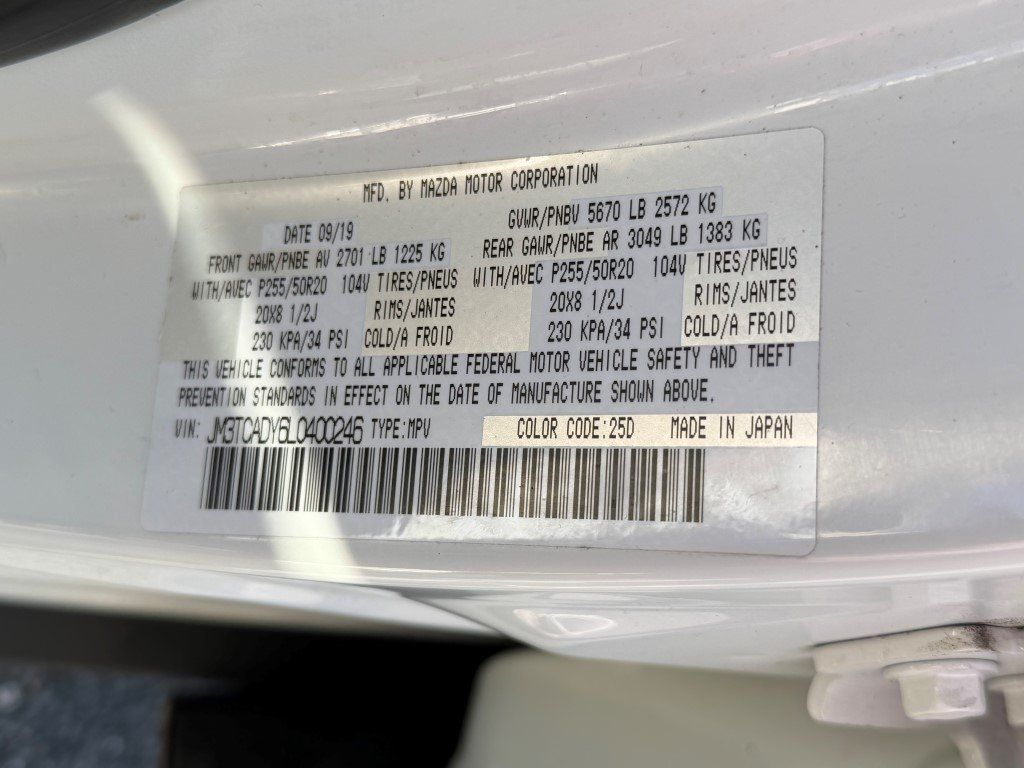 MFD. BY MAZDA MOTOR CORPORATION
DATE 09/19 GVWR/PNBV 5670 LB 2572 KG
FRONT GAWR/PNBE AV 2701 LB 1225 KG REAR GAWR/PNBE AR 3049 LB 1383 KG
WITH/AVEC P255/50R20 104V TIRES/PNEUS WITH/AVEC P255/50R20 104V TIRES/PNEUS
20X8 1/2J RIMS/JANTES 20X8 1/2J RIMS/JANTES
230 KPA/34 PSI COLD/A FROID 230 KPA/34 PSI COLD/A FROID
THIS VEHICLE CONFORMS TO ALL APPLICABLE FEDERAL MOTOR VEHICLE SAFETY AND THEFT
PREVENTION STANDARDS IN EFFECT ON THE DATE OF MANUFACTURE SHOWN ABOVE.
VIN: JM3TCADY6L0400246 TYPE:MPV COLOR CODE:25D MADE IN JAPAN